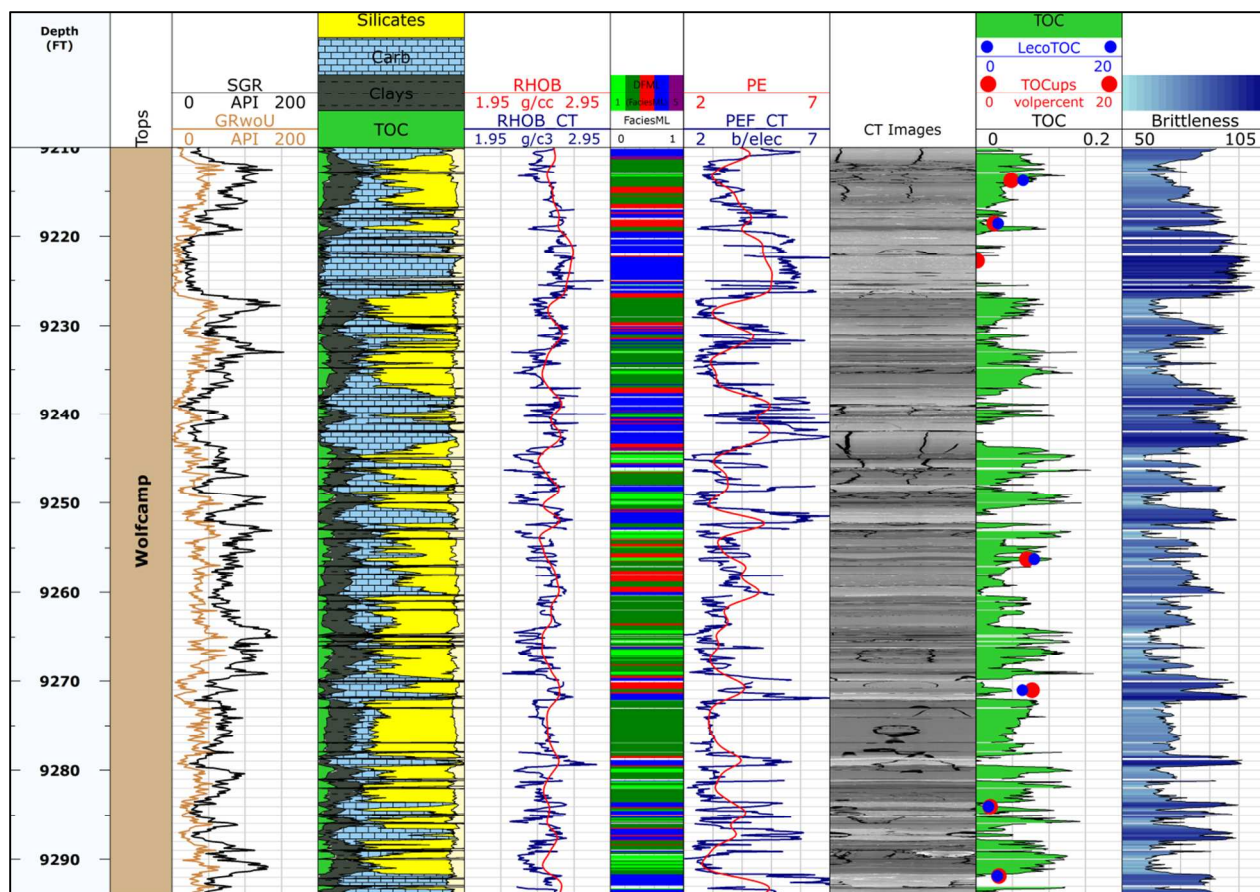 Depth
(FT)
Tops
SGR
0 API 200
GRwoU
0 API 200
Silicates
Carb
Clays
TOC
RHOB
1.95 g/cc 2.95
RHOB_CT
1.95 g/c3 2.95
DFML
1
FaciesML
0 1
PE
2 7
PEF_CT
2 b/elec 7
CT Images
TOC
LecoTOC
0 20
TOCups
0 volpercent 20
TOC
0 0.2
Brittleness
50 105
9210
9220
9230
9240
9250
9260
9270
9280
9290
Wolfcamp